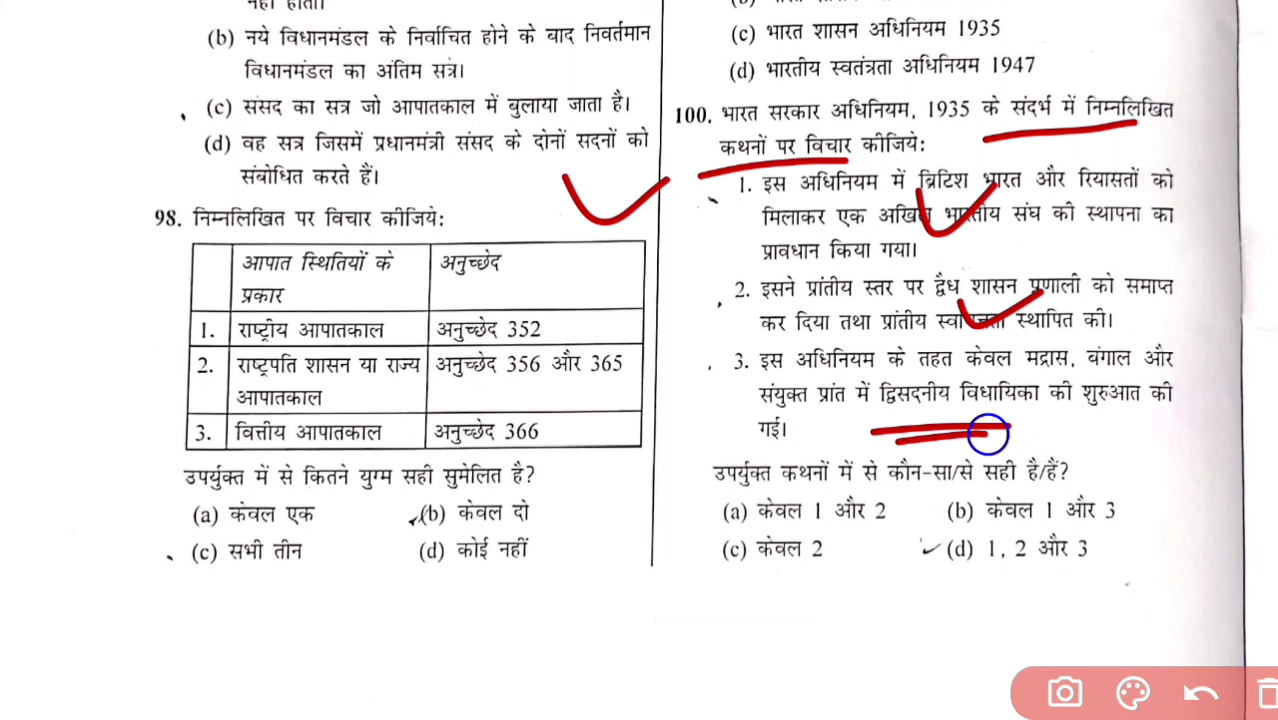 नहीं होता।
(b) नये विधानमंडल के निर्वाचित होने के बाद निवर्तमान
विधानमंडल का अंतिम सत्र।
(c) संसद का सत्र जो आपातकाल में बुलाया जाता है।
(d) वह सत्र जिसमें प्रधानमंत्री संसद के दोनों सदनों को
संबोधित करते हैं।
98. निम्नलिखित पर विचार कीजिये:
आपात स्थितियों के प्रकार अनुच्छेद
1. राष्ट्रीय आपातकाल अनुच्छेद 352
2. राष्ट्रपति शासन या राज्य आपातकाल अनुच्छेद 356 और 365
3. वित्तीय आपातकाल अनुच्छेद 366
उपर्युक्त में से कितने युग्म सही सुमेलित है?
(a) केवल एक (b) केवल दो
(c) सभी तीन (d) कोई नहीं
(c) भारत शासन अधिनियम 1935
(d) भारतीय स्वतंत्रता अधिनियम 1947
100. भारत सरकार अधिनियम, 1935 के संदर्भ में निम्नलिखित
कथनों पर विचार कीजिये:
1. इस अधिनियम में ब्रिटिश भारत और रियासतों को
मिलाकर एक अखिल भारतीय संघ की स्थापना का
प्रावधान किया गया।
2. इसने प्रांतीय स्तर पर द्वैध शासन प्रणाली को समाप्त
कर दिया तथा प्रांतीय स्वायत्तता स्थापित की।
3. इस अधिनियम के तहत केवल मद्रास, बंगाल और
संयुक्त प्रांत में द्विसदनीय विधायिका की शुरुआत की
गई।
उपर्युक्त कथनों में से कौन-सा/से सही है/हैं?
(a) केवल 1 और 2 (b) केवल 1 और 3
(c) केवल 2 (d) 1, 2 और 3